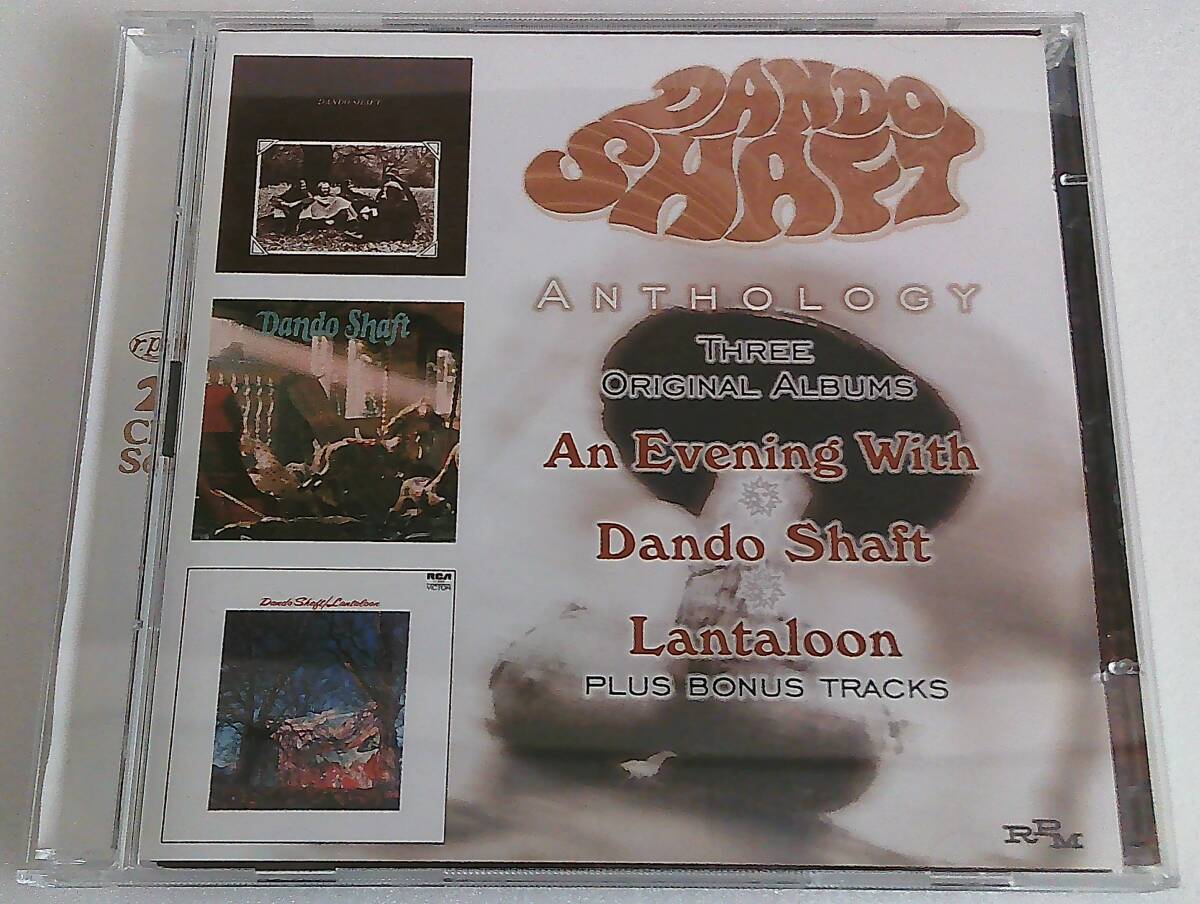 DANDO SHAFT
DANDO
SHAFT
ANTHOLOGY
THREE
ORIGINAL ALBUMS
An Evening With
Dando Shaft
Lantaloon
PLUS BONUS TRACKS
Dando Shaft
RCA
VICTOR
Dando Shaft/Lantaloon
RPM